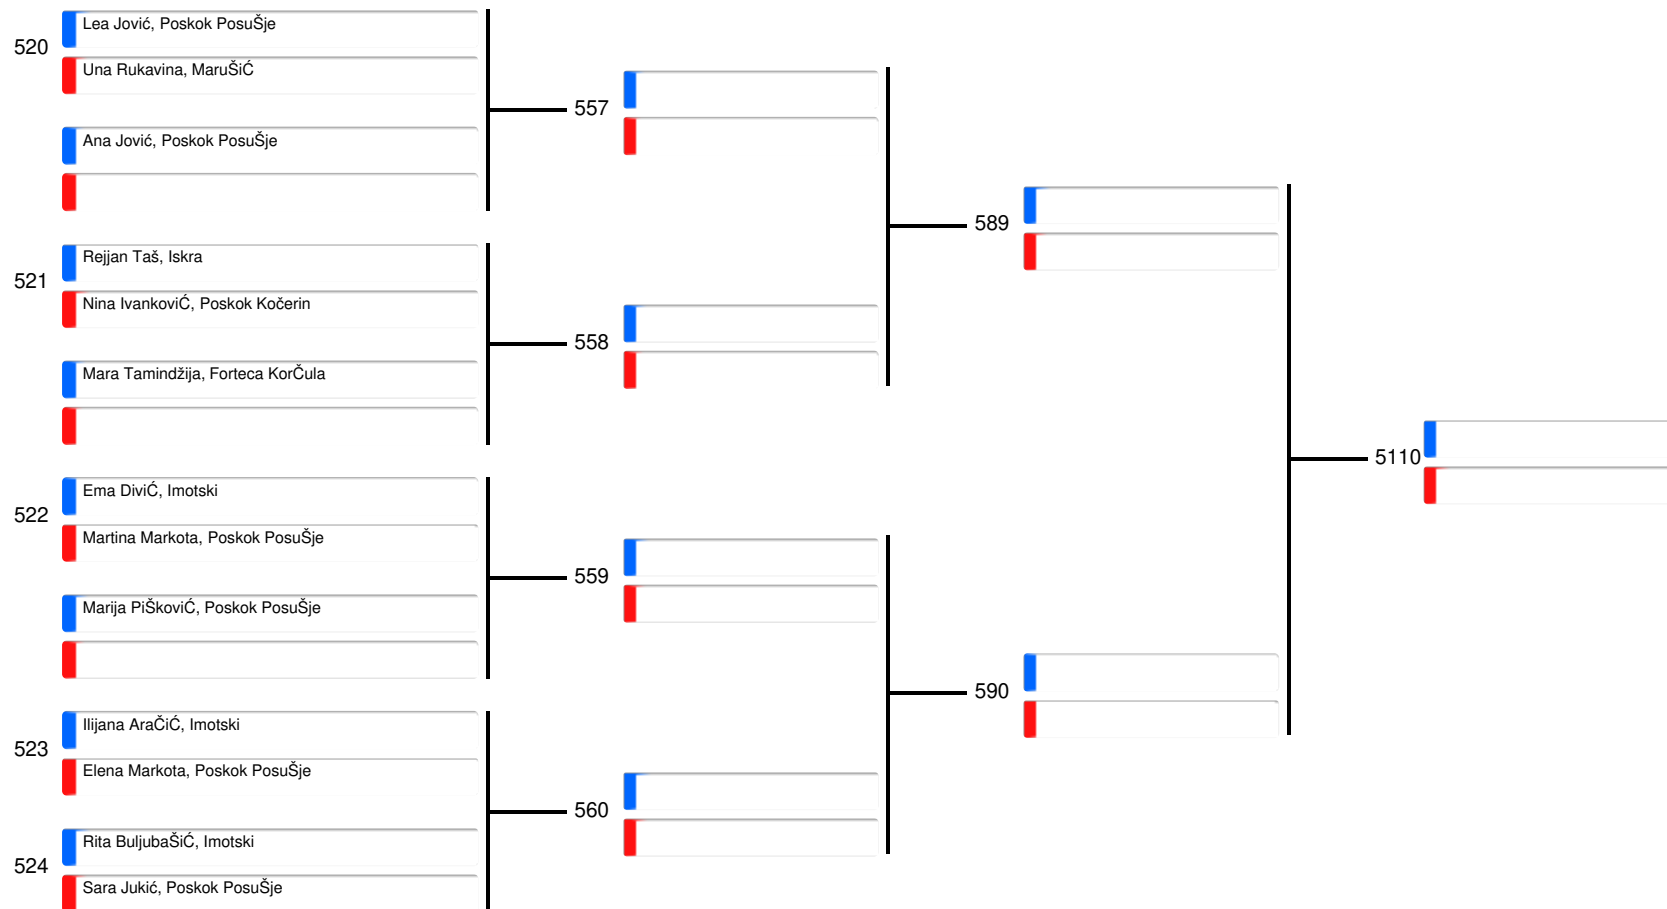 520
Lea Jović, Poskok PosuŠje
Una Rukavina, MaruŠiĆ
Ana Jović, Poskok PosuŠje
521
Rejjan Taš, Iskra
Nina IvankoviĆ, Poskok Kočerin
Mara Tamindžija, Forteca KorČula
522
Ema DiviĆ, Imotski
Martina Markota, Poskok PosuŠje
Marija PiŠkoviĆ, Poskok PosuŠje
523
Ilijana AraČiĆ, Imotski
Elena Markota, Poskok PosuŠje
524
Rita BuljubaŠiĆ, Imotski
Sara Jukić, Poskok PosuŠje
557
558
559
560
589
590
5110